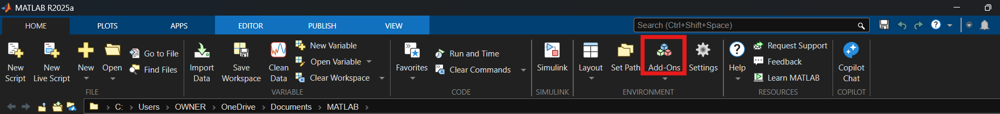 MATLAB R2025a
HOME PLOTS APPS EDITOR PUBLISH VIEW Search (Ctrl+Shift+Space)
New Script
New Live Script
New
Open
Go to File
Find Files
FILE
Import Data
Save Workspace
Clean Data
New Variable
Open Variable
Clear Workspace
VARIABLE
Favorites
Run and Time
Clear Commands
CODE
Simulink
SIMULINK
Layout
Set Path
Add-Ons
Settings
ENVIRONMENT
Help
Request Support
Feedback
Learn MATLAB
RESOURCES
Copilot Chat
COPILOT
C: Users OWNER OneDrive Documents MATLAB